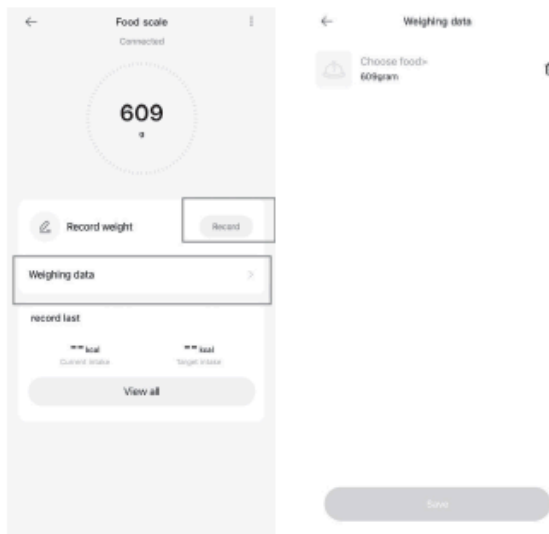 Food scale
Connected
609
g
Record weight
Record
Weighing data
record last
-- kcal
Current intake
-- kcal
Target intake
View all
Weighing data
Choose food>
609gram
Save